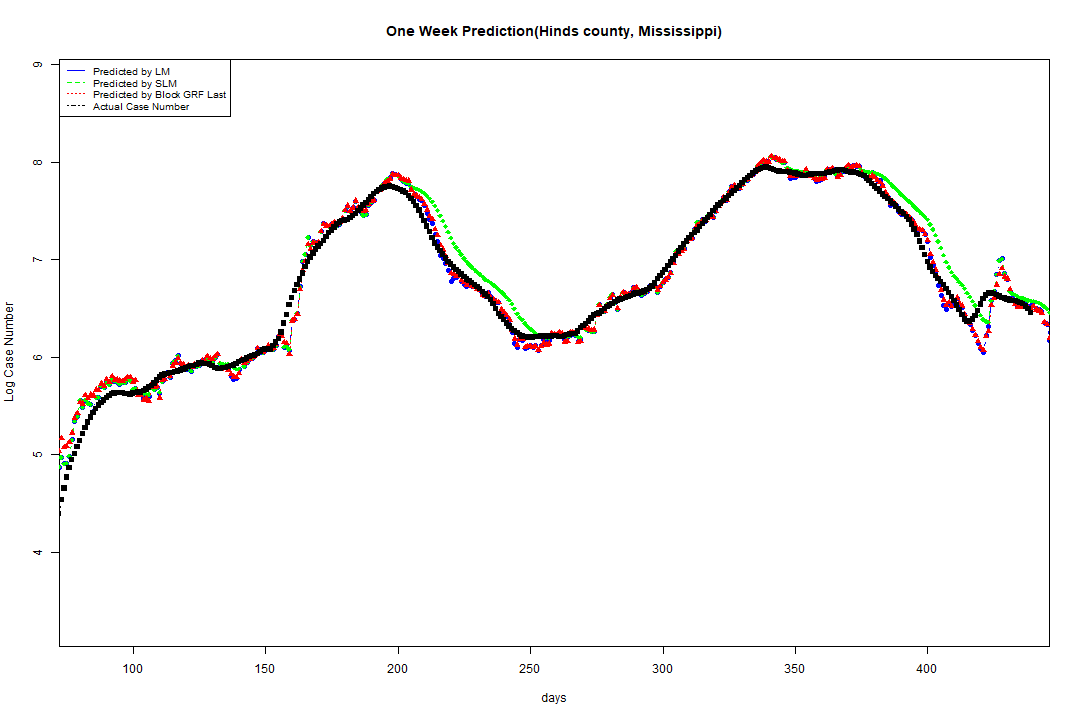 One Week Prediction(Hinds county, Mississippi)
Predicted by LM
Predicted by SLM
Predicted by Block GRF Last
Actual Case Number
9
8
7
6
5
4
Log Case Number
100 150 200 250 300 350 400
days